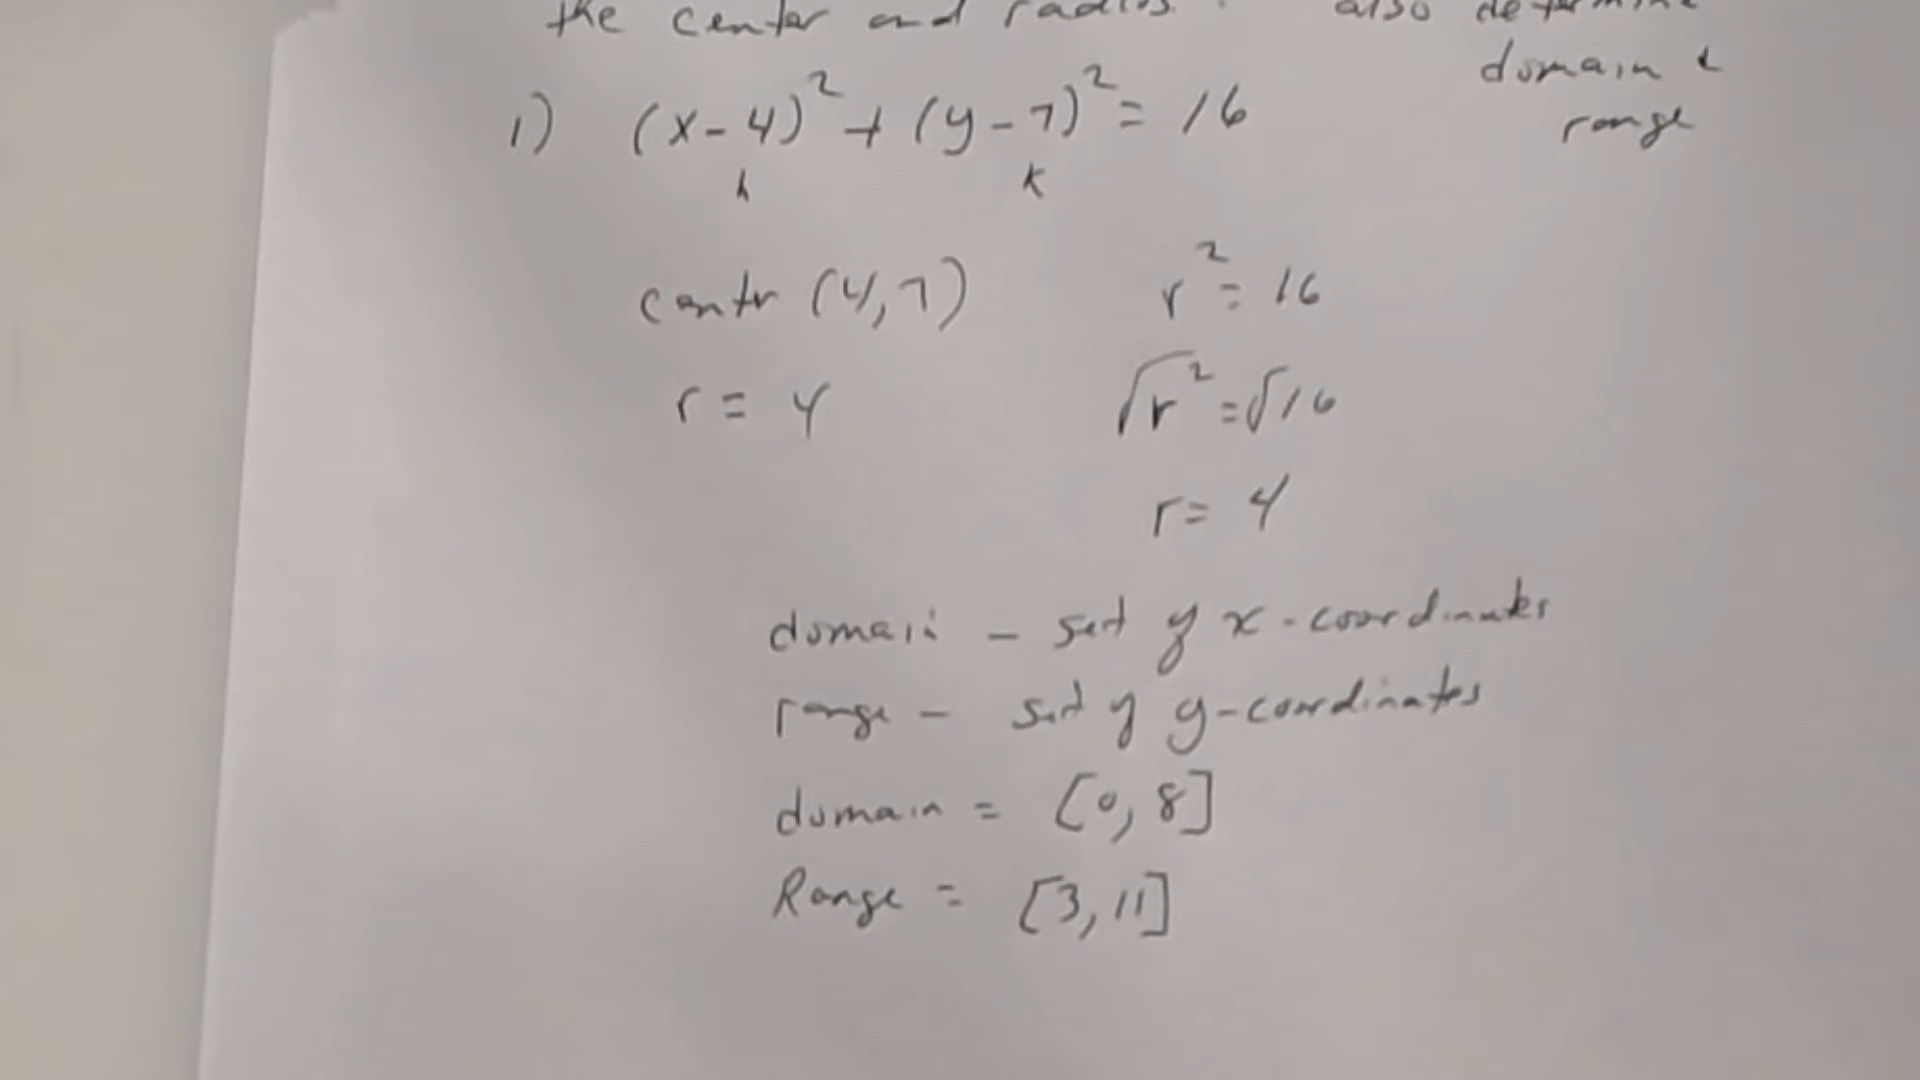 the center and radius. also determine
domain &
range
1) (x-4)² + (y-7)² = 16
h k
centr (4,7) r² = 16
r = 4 √r² = √16
r = 4
domain - set of x-coordinates
range - set of y-coordinates
domain = [0, 8]
Range = [3, 11]